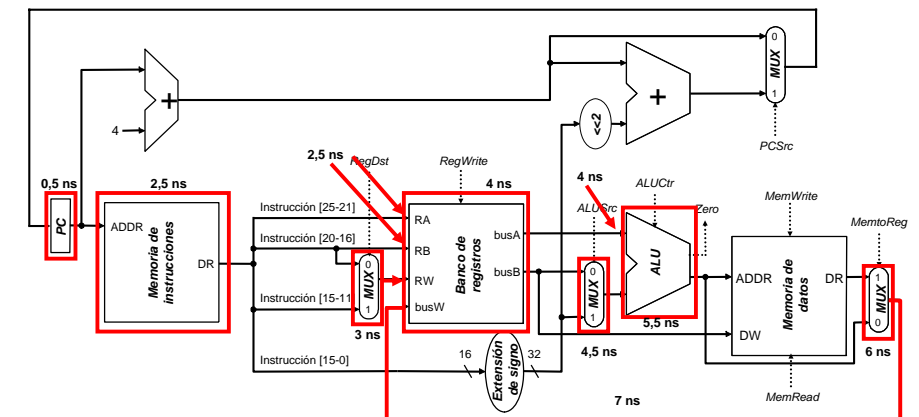 0
MUX
1
PCSrc
+
4
+
<<2
0,5 ns
PC
2,5 ns
ADDR
Memoria de
instrucciones
DR
Instrucción [25-21]
Instrucción [20-16]
Instrucción [15-11
Instrucción [15-0]
2,5 ns
RegDst
0
MUX
1
3 ns
RegWrite
4 ns
RA
RB
RW
busW
Banco de
registros
busA
busB
16
Extensión
de signo
32
4 ns
ALUSrc
0
MUX
1
4,5 ns
ALUCtr
ALU
Zero
5,5 ns
7 ns
MemWrite
ADDR
DW
Memoria de
datos
DR
MemRead
MemtoReg
1
MUX
0
6 ns